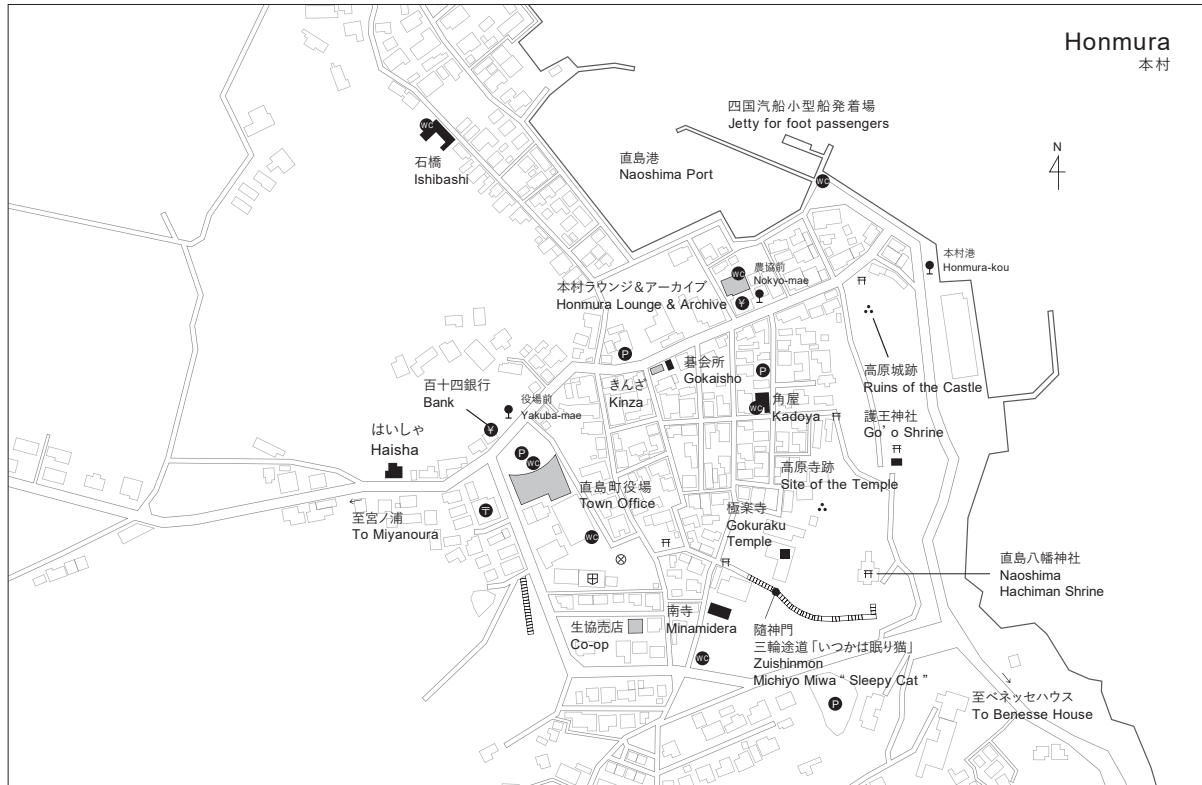 Honmura
本村
四国汽船小型船発着場
Jetty for foot passengers
N
WC
石橋
Ishibashi
直島港
Naoshima Port
WC
本村港
Honmura-kou
農協前
Nokyo-mae
WC
本村ラウンジ&アーカイブ
Honmura Lounge & Archive
¥
P
碁会所
Gokaisho
P
高原城跡
Ruins of the Castle
きんざ
Kinza
角屋
Kadoya
WC
百十四銀行
Bank
役場前
Yakuba-mae
¥
護王神社
Go’o Shrine
はいしゃ
Haisha
P
WC
高原寺跡
Site of the Temple
直島町役場
Town Office
極楽寺
Gokuraku
Temple
至宮ノ浦
To Miyanoura
〒
WC
直島八幡神社
Naoshima
Hachiman Shrine
南寺
Minamidera
生協売店
Co-op
WC
随神門
三輪途道「いつかは眠り猫」
Zuishinmon
Michiyo Miwa “ Sleepy Cat ”
P
至ベネッセハウス
To Benesse House